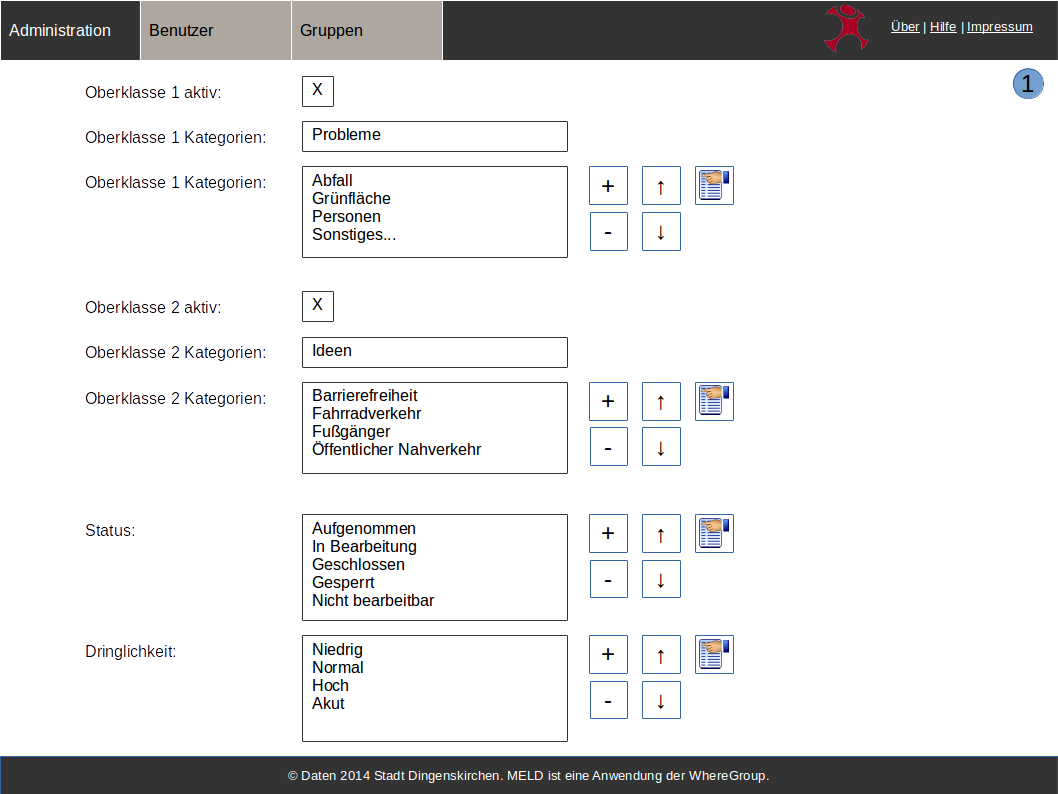 Administration
Benutzer
Gruppen
Über | Hilfe | Impressum
1
Oberklasse 1 aktiv:
X
Oberklasse 1 Kategorien:
Probleme
Oberklasse 1 Kategorien:
Abfall
Grünfläche
Personen
Sonstiges...
+
↑
-
↓
Oberklasse 2 aktiv:
X
Oberklasse 2 Kategorien:
Ideen
Oberklasse 2 Kategorien:
Barrierefreiheit
Fahrradverkehr
Fußgänger
Öffentlicher Nahverkehr
+
↑
-
↓
Status:
Aufgenommen
In Bearbeitung
Geschlossen
Gesperrt
Nicht bearbeitbar
+
↑
-
↓
Dringlichkeit:
Niedrig
Normal
Hoch
Akut
+
↑
-
↓
© Daten 2014 Stadt Dingenskirchen. MELD ist eine Anwendung der WhereGroup.